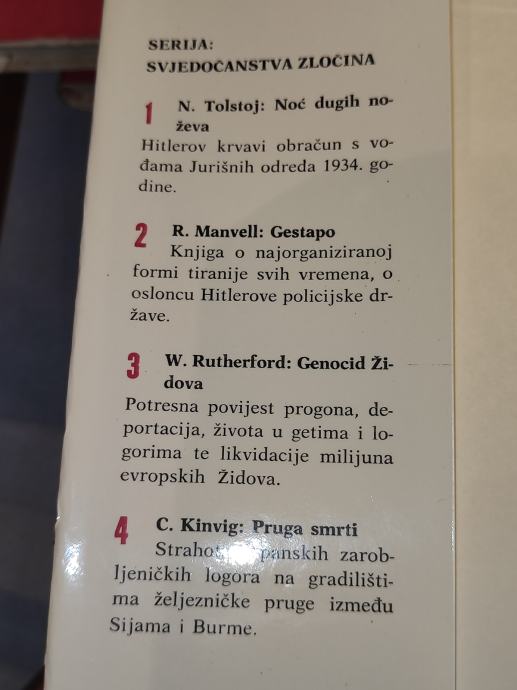 SERIJA:
SVJEDOČANSTVA ZLOČINA
1 N. Tolstoj: Noć dugih no-
ževa
Hitlerov krvavi obračun s vo-
đama Jurišnih odreda 1934. go-
dine.
2 R. Manvell: Gestapo
Knjiga o najorganiziranoj
formi tiranije svih vremena, o
osloncu Hitlerove policijske dr-
žave.
3 W. Rutherford: Genocid Ži-
dova
Potresna povijest progona, de-
portacija, života u getima i lo-
gorima te likvidacije milijuna
evropskih Židova.
4 C. Kinvig: Pruga smrti
zarob-
ljeničkih logora na gradilišti-
ma željezničke pruge između
Sijama i Burme.